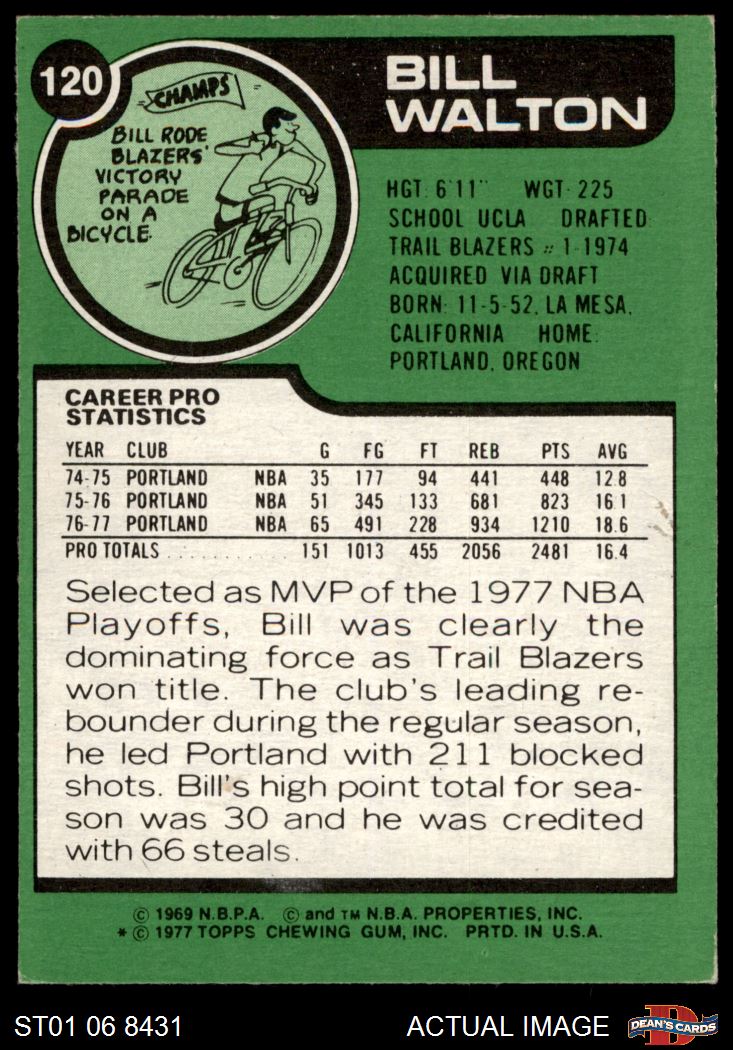 120
CHAMPS
BILL RODE
BLAZERS'
VICTORY
PARADE
ON A
BICYCLE.
BILL
WALTON
HGT: 6'11" WGT: 225
SCHOOL UCLA DRAFTED:
TRAIL BLAZERS #1-1974
ACQUIRED VIA DRAFT
BORN: 11-5-52, LA MESA,
CALIFORNIA HOME:
PORTLAND, OREGON
CAREER PRO
STATISTICS
YEAR CLUB G FG FT REB PTS AVG
74-75 PORTLAND NBA 35 177 94 441 448 12.8
75-76 PORTLAND NBA 51 345 133 681 823 16.1
76-77 PORTLAND NBA 65 491 228 934 1210 18.6
PRO TOTALS . . . . . . . . . . . 151 1013 455 2056 2481 16.4
Selected as MVP of the 1977 NBA
Playoffs, Bill was clearly the
dominating force as Trail Blazers
won title. The club's leading re-
bounder during the regular season,
he led Portland with 211 blocked
shots. Bill's high point total for sea-
son was 30 and he was credited
with 66 steals.
© 1969 N.B.P.A. © and TM N.B.A. PROPERTIES, INC.
* © 1977 TOPPS CHEWING GUM, INC. PRTD. IN U.S.A.
ST01 06 8431 ACTUAL IMAGE D DEAN'S CARDS